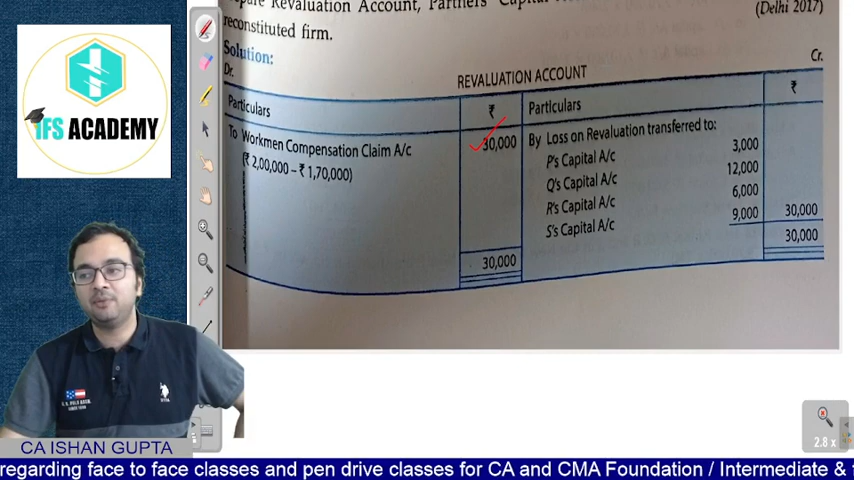 pare Revaluation Account, Partners' Capital
reconstituted firm.
(Delhi 2017)
Solution:
Dr.
REVALUATION ACCOUNT
Cr.
Particulars ₹ Particulars ₹
To Workmen Compensation Claim A/c 30,000 By Loss on Revaluation transferred to:
(₹ 2,00,000 – ₹ 1,70,000) P's Capital A/c 3,000
Q's Capital A/c 12,000
R's Capital A/c 6,000
S's Capital A/c 9,000 30,000
30,000 30,000
IFS ACADEMY
2.8 x
CA ISHAN GUPTA
regarding face to face classes and pen drive classes for CA and CMA Foundation / Intermediate &